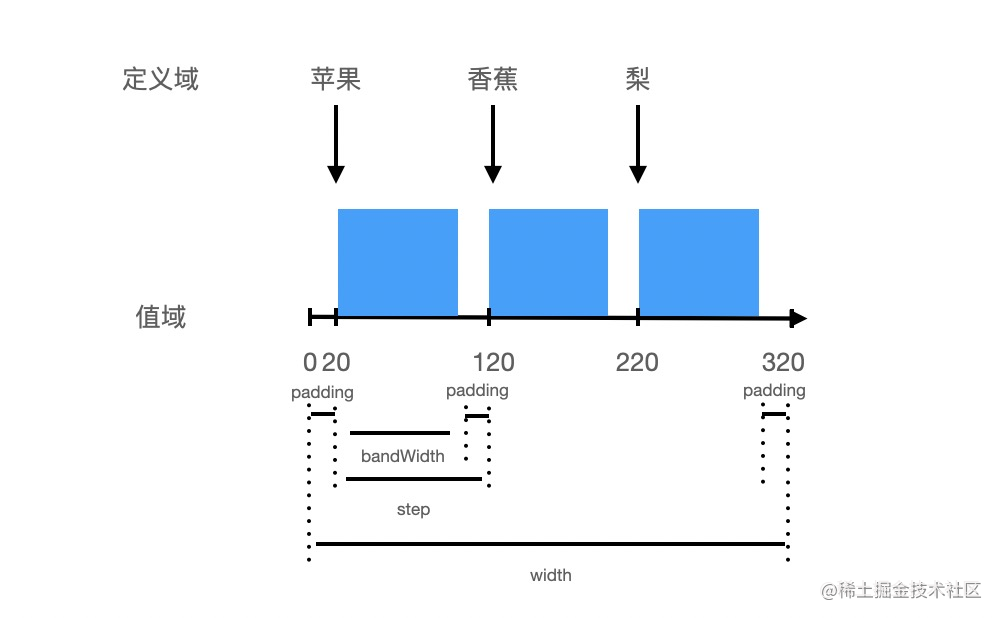 定义域 苹果 香蕉 梨
值域
0 20 120 220 320
padding padding padding
bandWidth
step
width
@稀土掘金技术社区